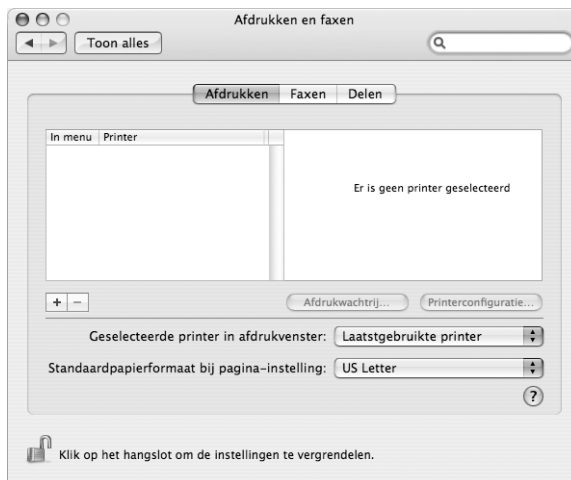 Afdrukken en faxen
Toon alles
Afdrukken Faxen Delen
In menu Printer
Er is geen printer geselecteerd
+ −
Afdrukwachtrij... Printerconfiguratie...
Geselecteerde printer in afdrukvenster: Laatstgebruikte printer
Standaardpapierformaat bij pagina-instelling: US Letter
?
Klik op het hangslot om de instellingen te vergrendelen.